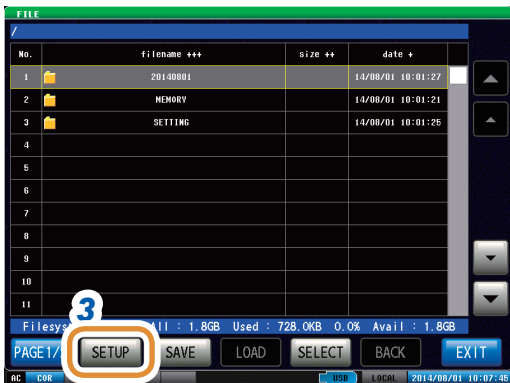 FILE
/
No. filename +++ size ++ date +
1 20140801 14/08/01 10:01:27
2 MEMORY 14/08/01 10:01:21
3 SETTING 14/08/01 10:01:25
4
5
6
7
8
9
10
11
3
All : 1.8GB Used : 728.0KB 0.0% Avail : 1.8GB
SETUP SAVE LOAD SELECT BACK EXIT
AC COR USB LOCAL 2014/08/01 10:07:45